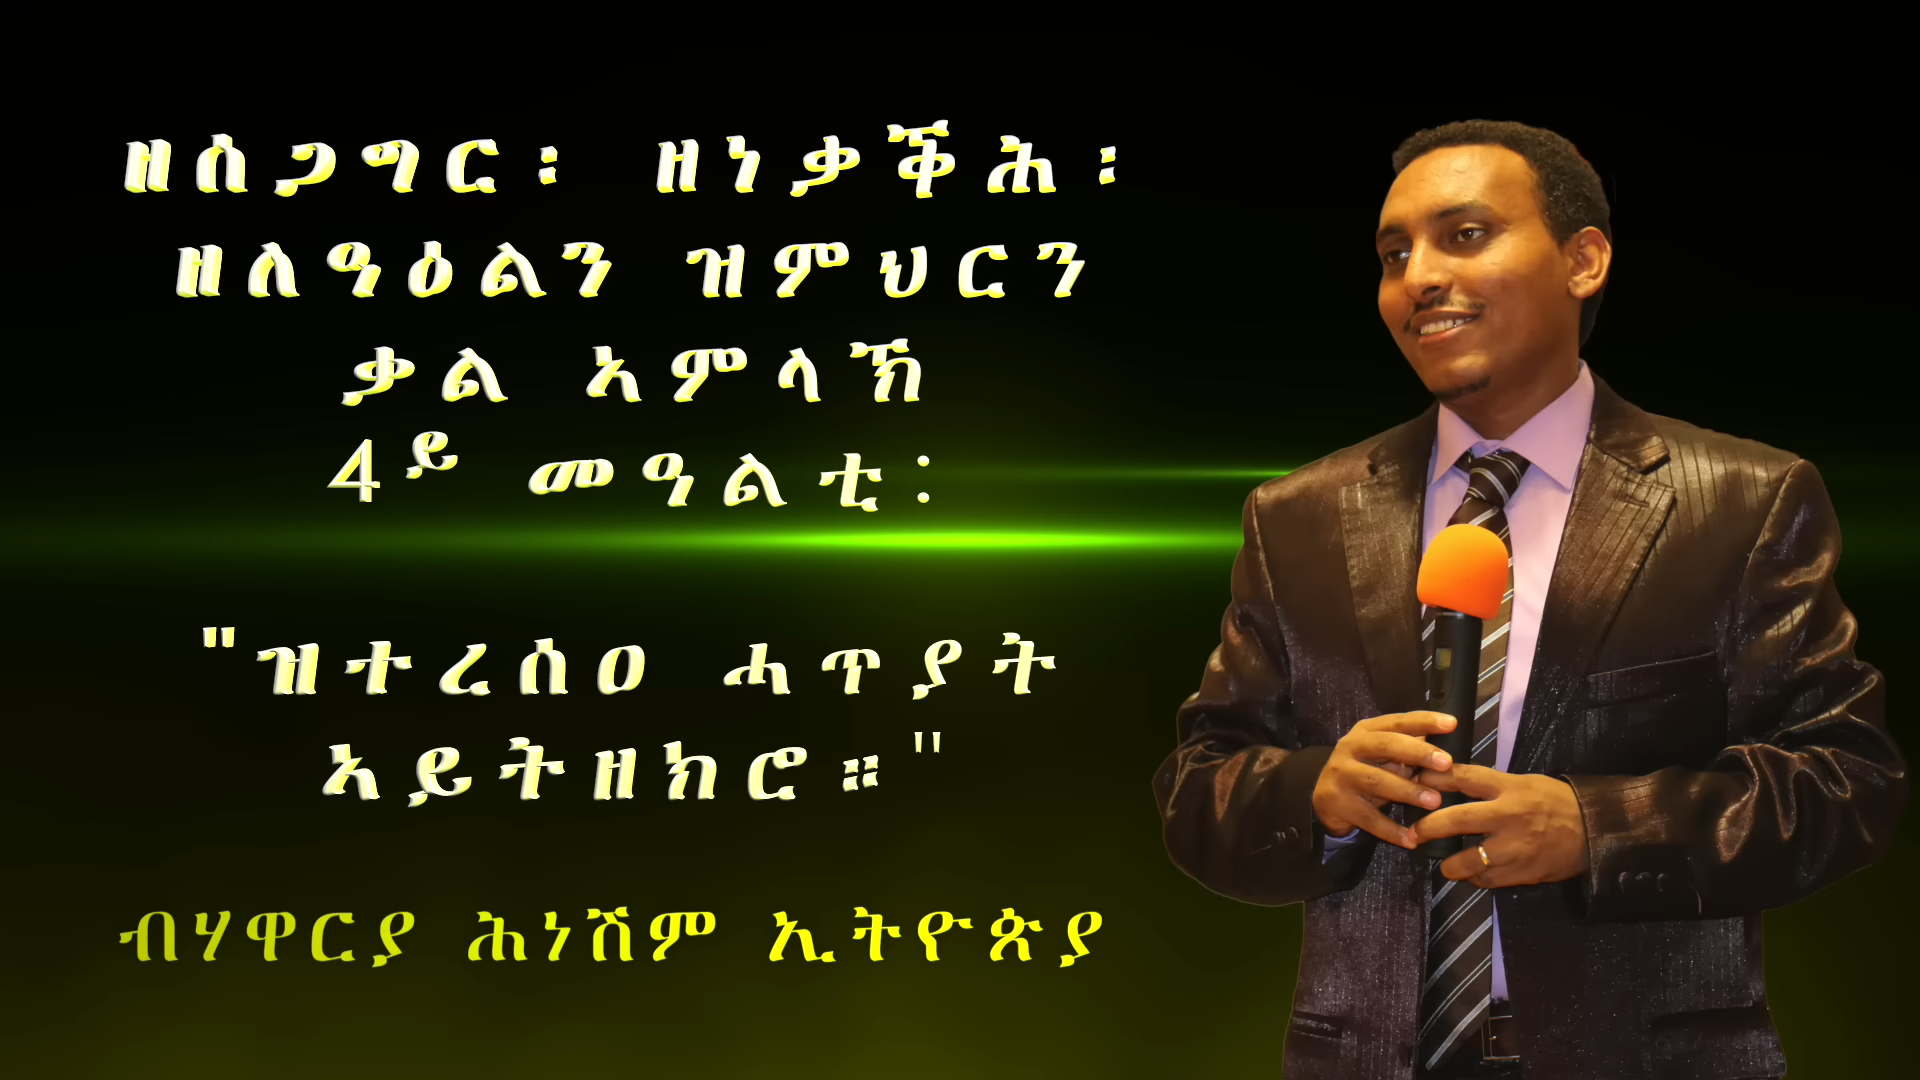 ዘሰጋግር፡ ዘነቃቕሕ፡
ዘለዓዕልን ዝምህርን
ቃል ኣምላኽ
4ይ መዓልቲ፡
"ዝተረሰዐ ሓጥያት
ኣይትዘክሮ።"
ብሃዋርያ ሕነሽም ኢትዮጵያ